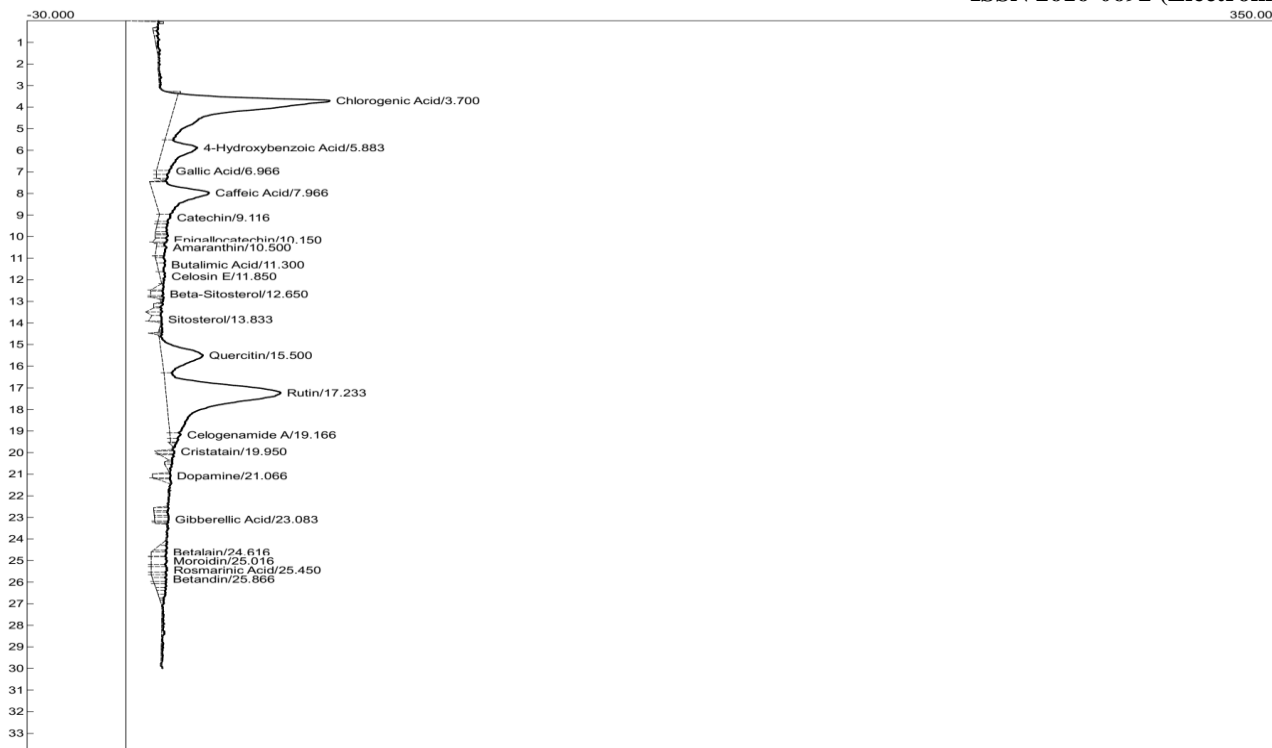 -30.000
350.00
1
2
3
Chlorogenic Acid/3.700
4
5
4-Hydroxybenzoic Acid/5.883
6
Gallic Acid/6.966
7
Caffeic Acid/7.966
8
Catechin/9.116
9
Epigallocatechin/10.150
10
Amaranthin/10.500
11
Butalimic Acid/11.300
Celosin E/11.850
12
Beta-Sitosterol/12.650
13
Sitosterol/13.833
14
15
Quercitin/15.500
16
17
Rutin/17.233
18
19
Celogenamide A/19.166
20
Cristatain/19.950
21
Dopamine/21.066
22
23
Gibberellic Acid/23.083
24
Betalain/24.616
25
Moroidin/25.016
Rosmarinic Acid/25.450
Betandin/25.866
26
27
28
29
30
31
32
33